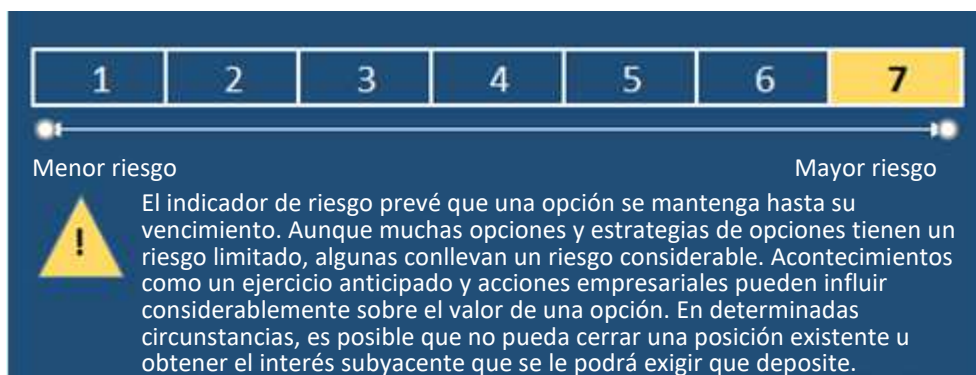 1 2 3 4 5 6 7
Menor riesgo Mayor riesgo
!
El indicador de riesgo prevé que una opción se mantenga hasta su
vencimiento. Aunque muchas opciones y estrategias de opciones tienen un
riesgo limitado, algunas conllevan un riesgo considerable. Acontecimientos
como un ejercicio anticipado y acciones empresariales pueden influir
considerablemente sobre el valor de una opción. En determinadas
circunstancias, es posible que no pueda cerrar una posición existente u
obtener el interés subyacente que se le podrá exigir que deposite.